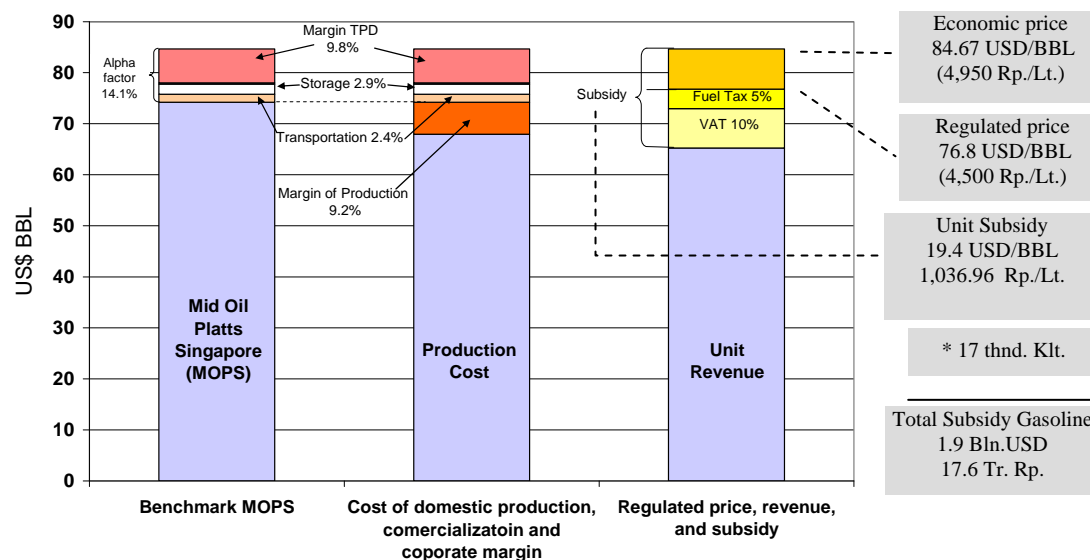 US$ BBL
90
80
70
60
50
40
30
20
10
0
Alpha
factor
14.1%
Margin TPD
9.8%
Storage 2.9%
Transportation 2.4%
Margin of Production
9.2%
Mid Oil
Platts
Singapore
(MOPS)
Production
Cost
Subsidy
Fuel Tax 5%
VAT 10%
Unit
Revenue
Benchmark MOPS
Cost of domestic production,
comercializatoin and
coporate margin
Regulated price, revenue,
and subsidy
Economic price
84.67 USD/BBL
(4,950 Rp./Lt.)
Regulated price
76.8 USD/BBL
(4,500 Rp./Lt.)
Unit Subsidy
19.4 USD/BBL
1,036.96 Rp./Lt.
* 17 thnd. Klt.
Total Subsidy Gasoline
1.9 Bln.USD
17.6 Tr. Rp.